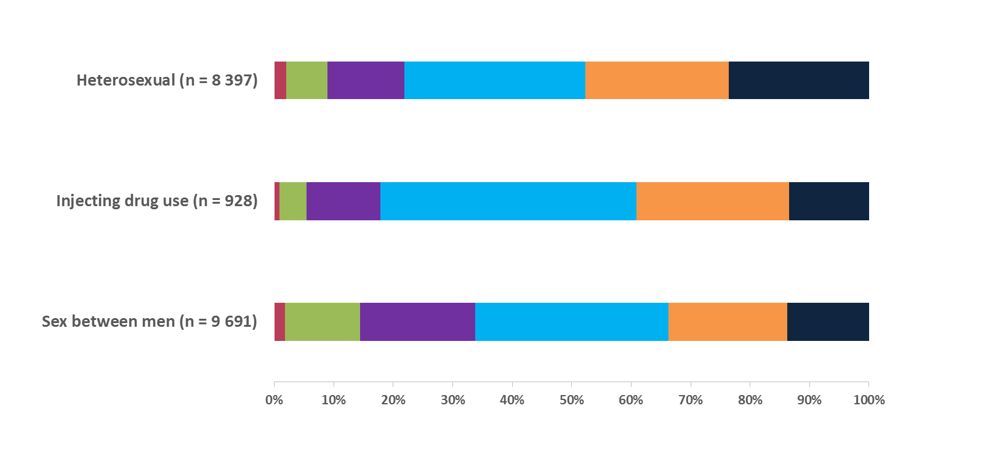 Heterosexual (n = 8 397)
Injecting drug use (n = 928)
Sex between men (n = 9 691)
0% 10% 20% 30% 40% 50% 60% 70% 80% 90% 100%